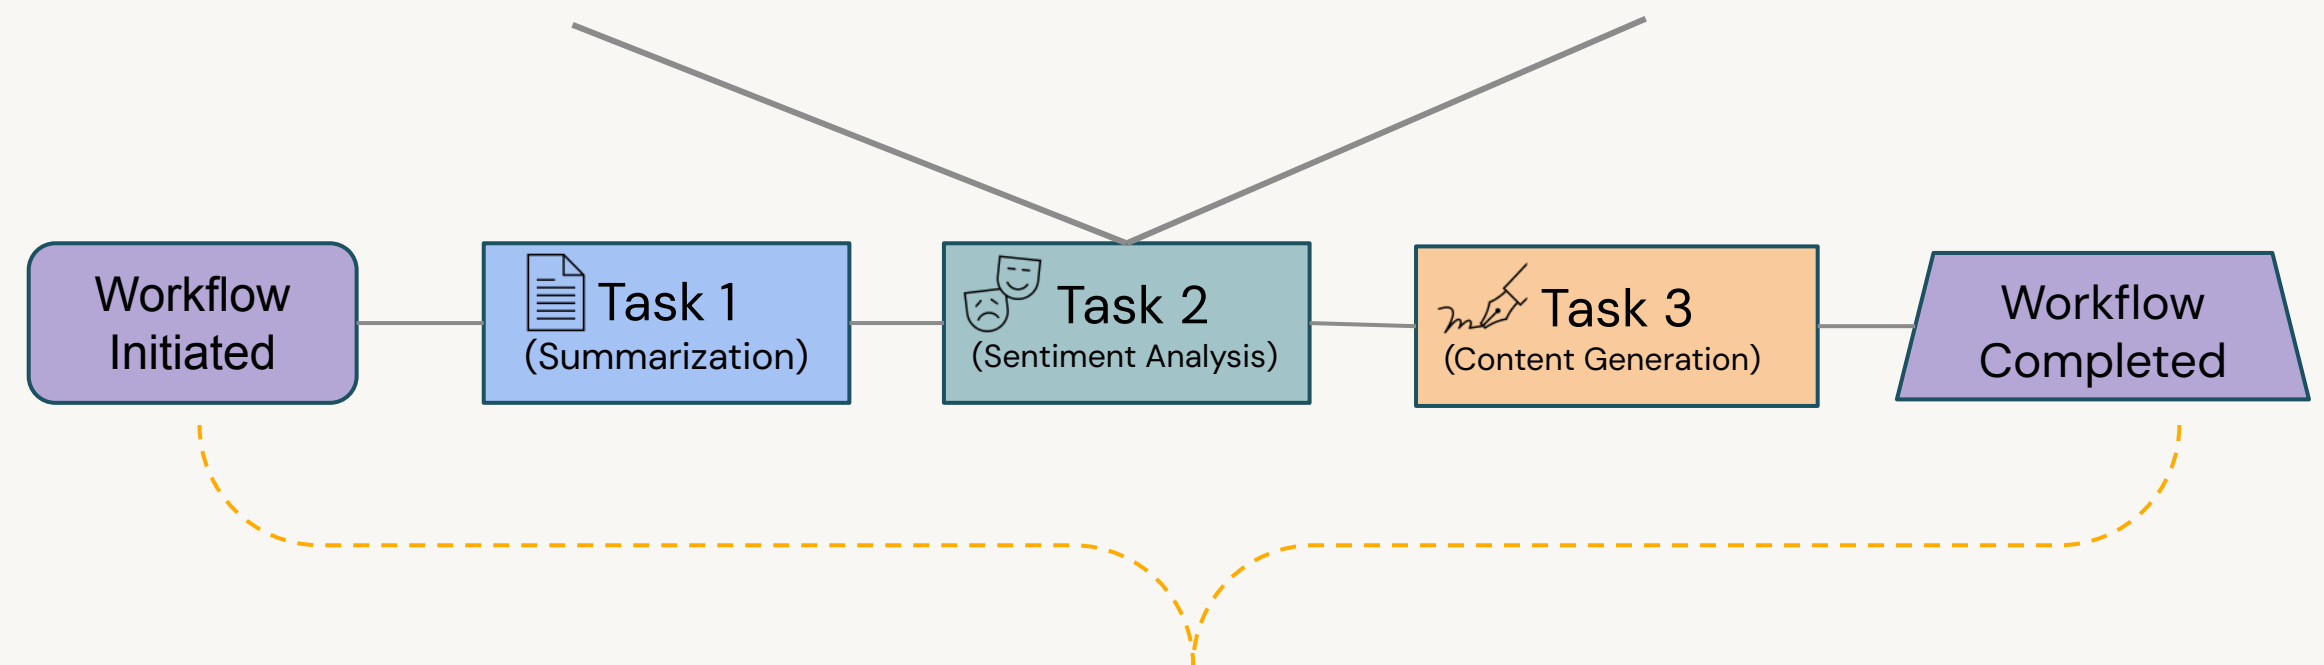 Workflow
Initiated
Task 1
(Summarization)
Task 2
(Sentiment Analysis)
Task 3
(Content Generation)
Workflow
Completed